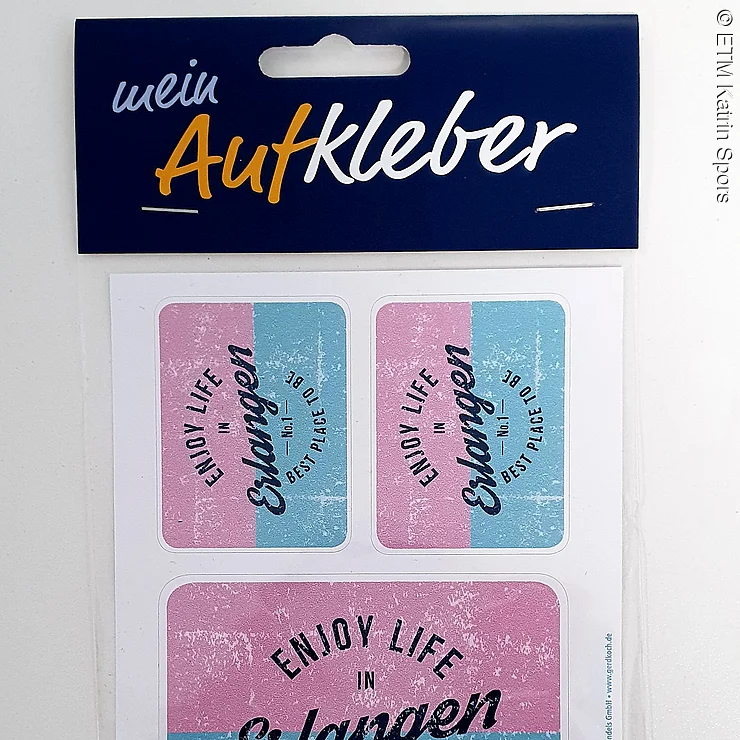 mein
Aufkleber
ENJOY LIFE
IN
Erlangen
No.1
BEST PLACE TO BE
ENJOY LIFE
IN
Erlangen
No.1
BEST PLACE TO BE
ENJOY LIFE
IN
Erlangen
GmbH • www.gerdkoch.de
© ETM Katrin Spors